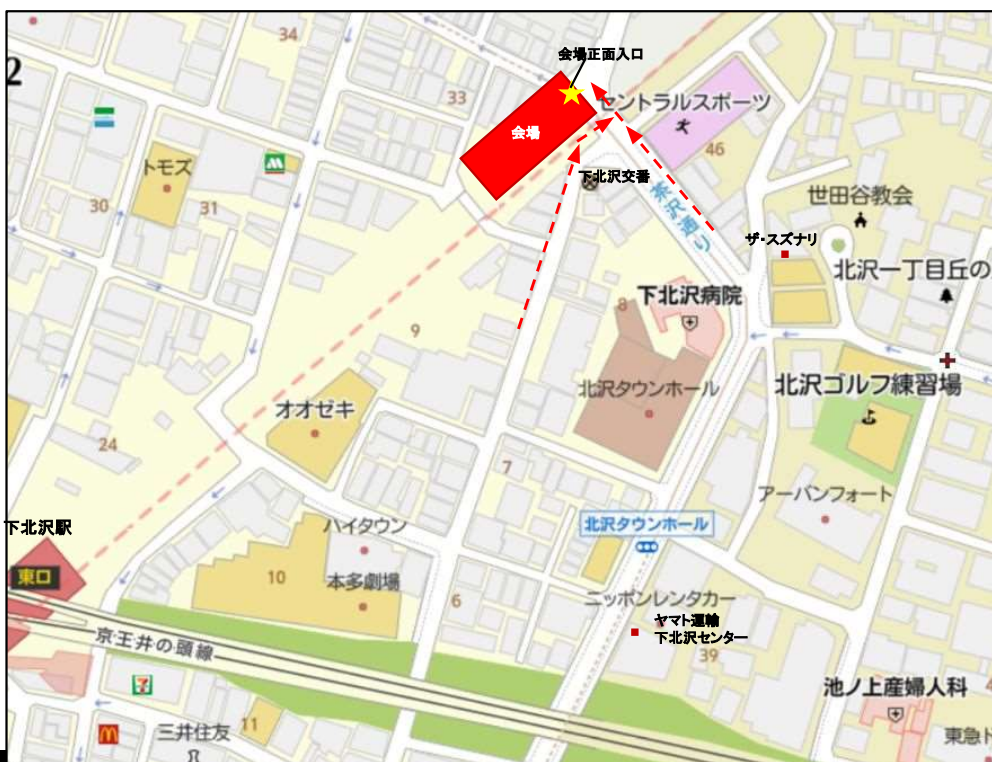 34
会場正面入口
2
33
セントラルスポーツ
会場
46
トモズ
下北沢交番
世田谷教会
30
31
茶沢通り
ザ・スズナリ
北沢一丁目丘の
下北沢病院
8
9
北沢タウンホール
北沢ゴルフ練習場
オオゼキ
24
7
アーバンフォート
下北沢駅
ハイタウン
北沢タウンホール
東口
10
本多劇場
6
ニッポンレンタカー
ヤマト運輸
下北沢センター
京王井の頭線
39
7
池ノ上産婦人科
4
三井住友
11
東急ド